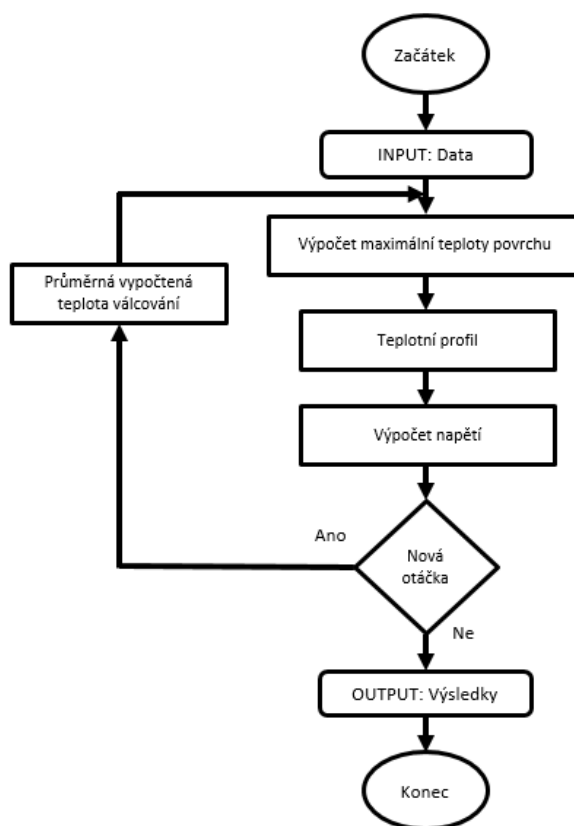 Začátek
INPUT: Data
Výpočet maximální teploty povrchu
Průměrná vypočtená
teplota válcování
Teplotní profil
Výpočet napětí
Ano
Nová
otáčka
Ne
OUTPUT: Výsledky
Konec